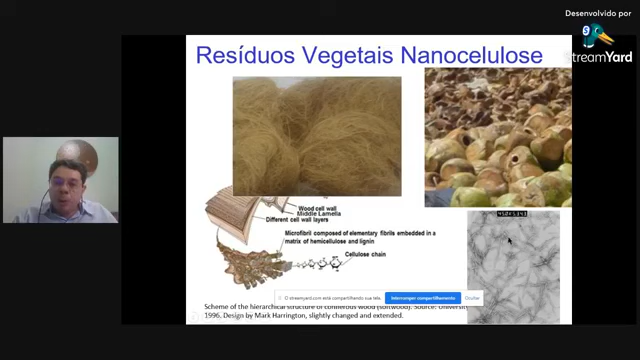 Desenvolvido por
StreamYard
Resíduos Vegetais Nanocelulose
Wood cell wall
Middle Lamella
Different cell wall layers
Microfibril composed of elementary fibrils embedded in a
matrix of hemicellulose and lignin
Cellulose chain
O streamyard.com está compartilhando sua tela.
Interromper compartilhamento
Ocultar
Scheme of the hierarchical structure of coniferous wood (softwood). Source:
1996. Design by Mark Harrington, slightly changed and extended.